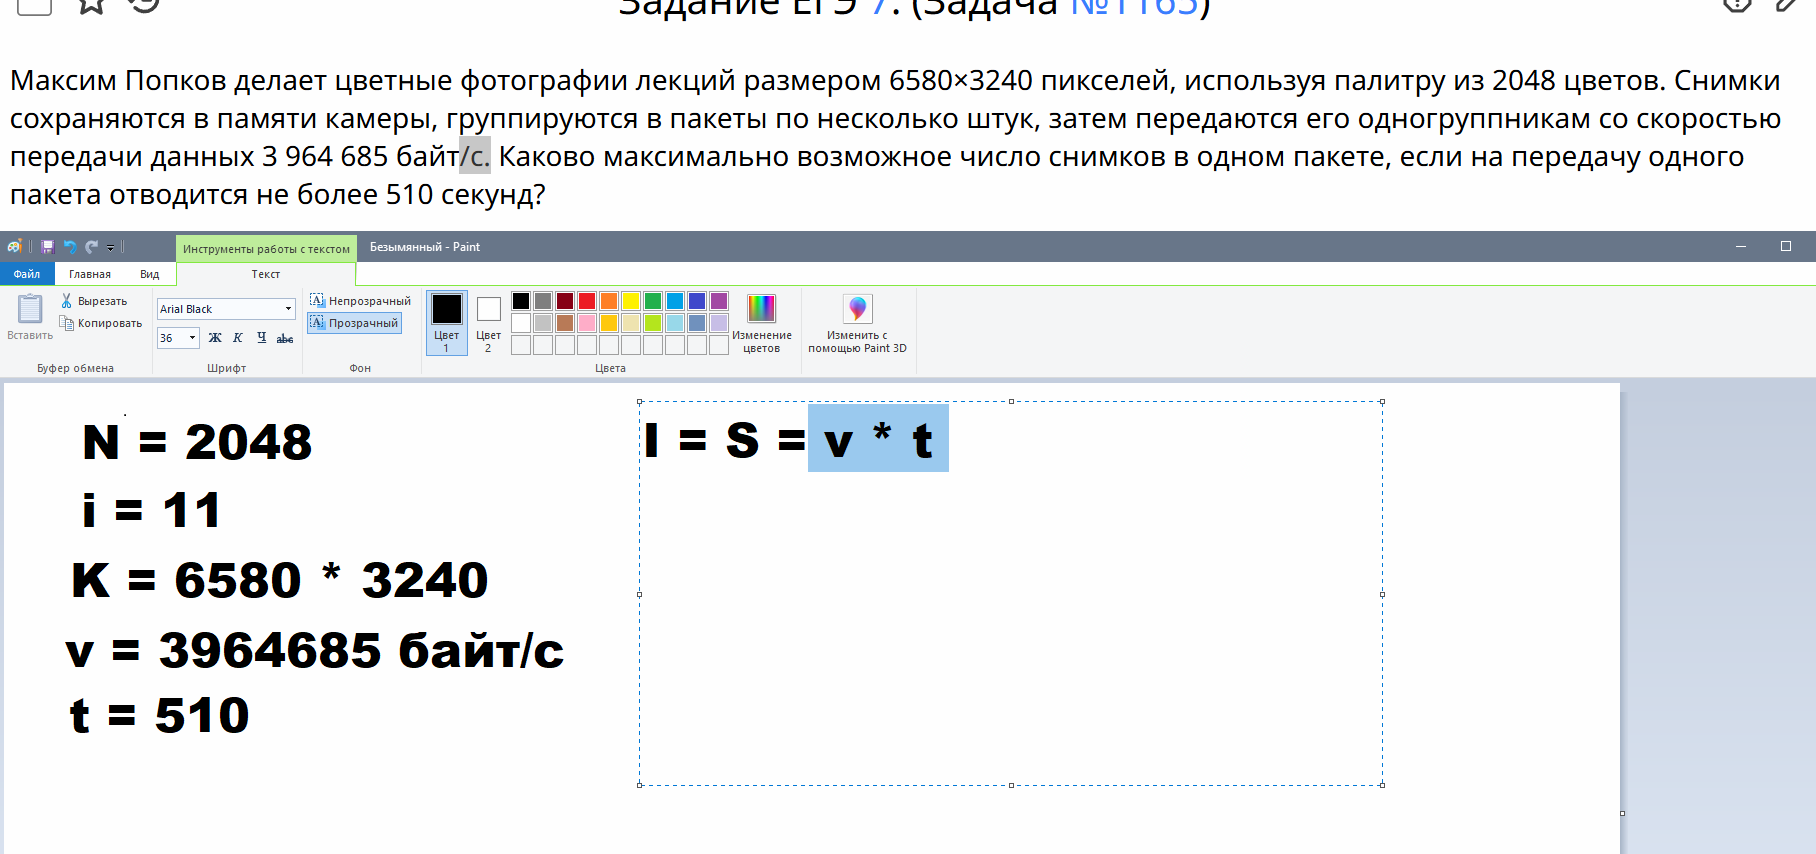 Задание ЕГЭ 7. (Задача №1165)
Максим Попков делает цветные фотографии лекций размером 6580×3240 пикселей, используя палитру из 2048 цветов. Снимки
сохраняются в памяти камеры, группируются в пакеты по несколько штук, затем передаются его одногруппникам со скоростью
передачи данных 3 964 685 байт/с. Каково максимально возможное число снимков в одном пакете, если на передачу одного
пакета отводится не более 510 секунд?
Инструменты работы с текстом
Безымянный - Paint
Файл
Главная
Вид
Текст
Вставить
Вырезать
Копировать
Буфер обмена
Arial Black
36
Ж К Ч abc
Шрифт
Непрозрачный
Прозрачный
Фон
Цвет
1
Цвет
2
Изменение
цветов
Цвета
Изменить с
помощью Paint 3D
N = 2048
i = 11
K = 6580 * 3240
v = 3964685 байт/с
t = 510
I = S = v * t